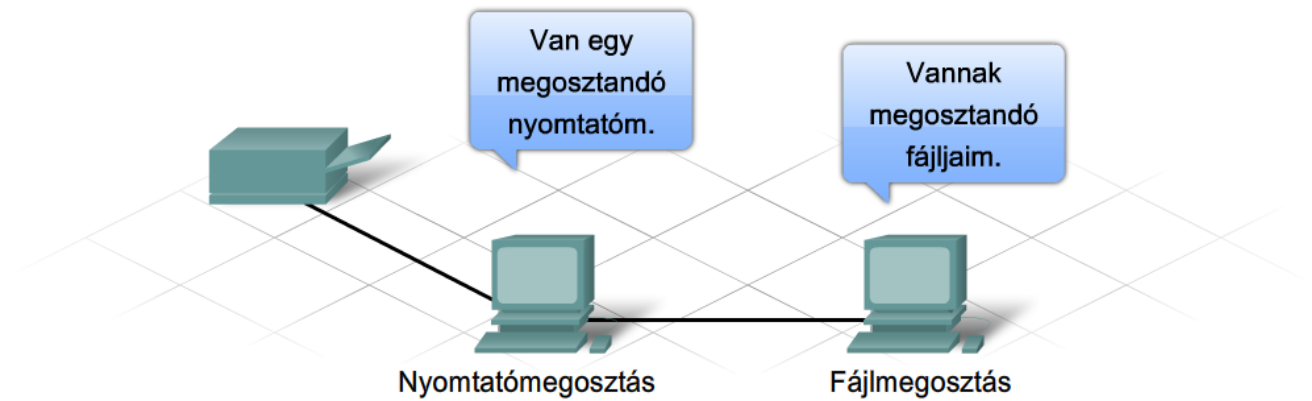 Van egy
megosztandó
nyomtatóm.
Vannak
megosztandó
fájljaim.
Nyomtatómegosztás
Fájlmegosztás